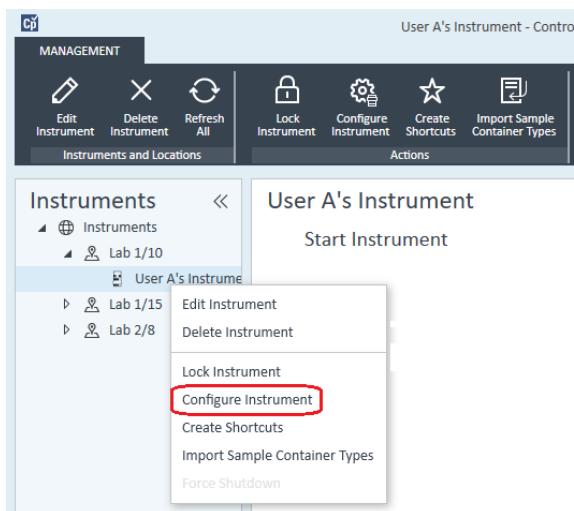 Cp
User A's Instrument - Contro
MANAGEMENT
Edit Instrument
Delete Instrument
Refresh All
Lock Instrument
Configure Instrument
Create Shortcuts
Import Sample Container Types
Instruments and Locations
Actions
Instruments
User A's Instrument
Instruments
Start Instrument
Lab 1/10
User A's Instrume
Lab 1/15
Lab 2/8
Edit Instrument
Delete Instrument
Lock Instrument
Configure Instrument
Create Shortcuts
Import Sample Container Types
Force Shutdown